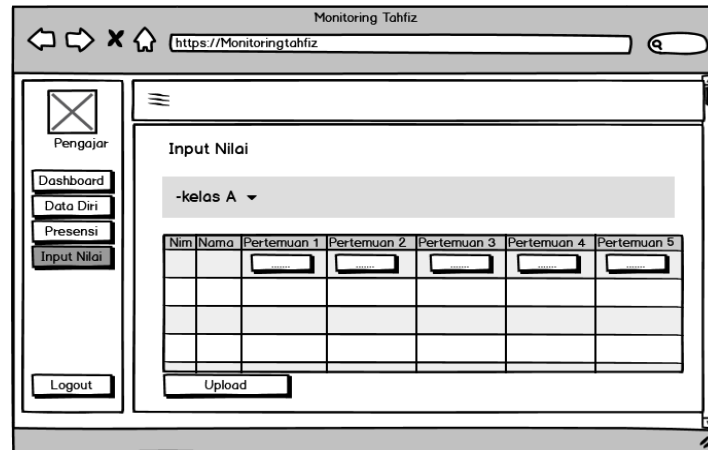 Monitoring Tahfiz
https://Monitoringtahfiz
Pengajar
Dashboard
Data Diri
Presensi
Input Nilai
Logout
Input Nilai
-kelas A
Nim Nama Pertemuan 1 Pertemuan 2 Pertemuan 3 Pertemuan 4 Pertemuan 5
....... ....... ....... ....... .......
Upload